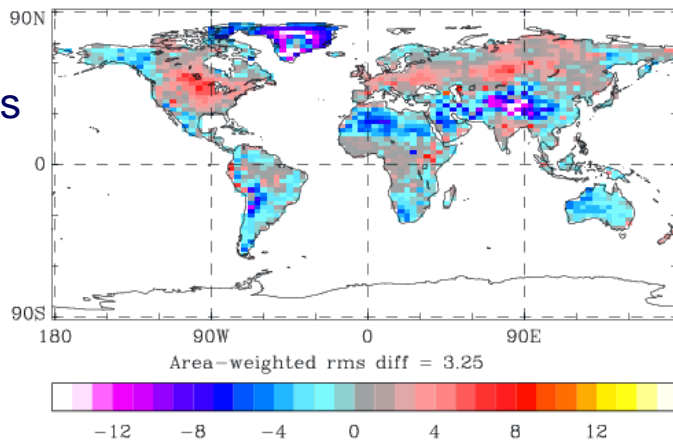 90N
s
0
90S
180 90W 0 90E
Area-weighted rms diff = 3.25
-12 -8 -4 0 4 8 12